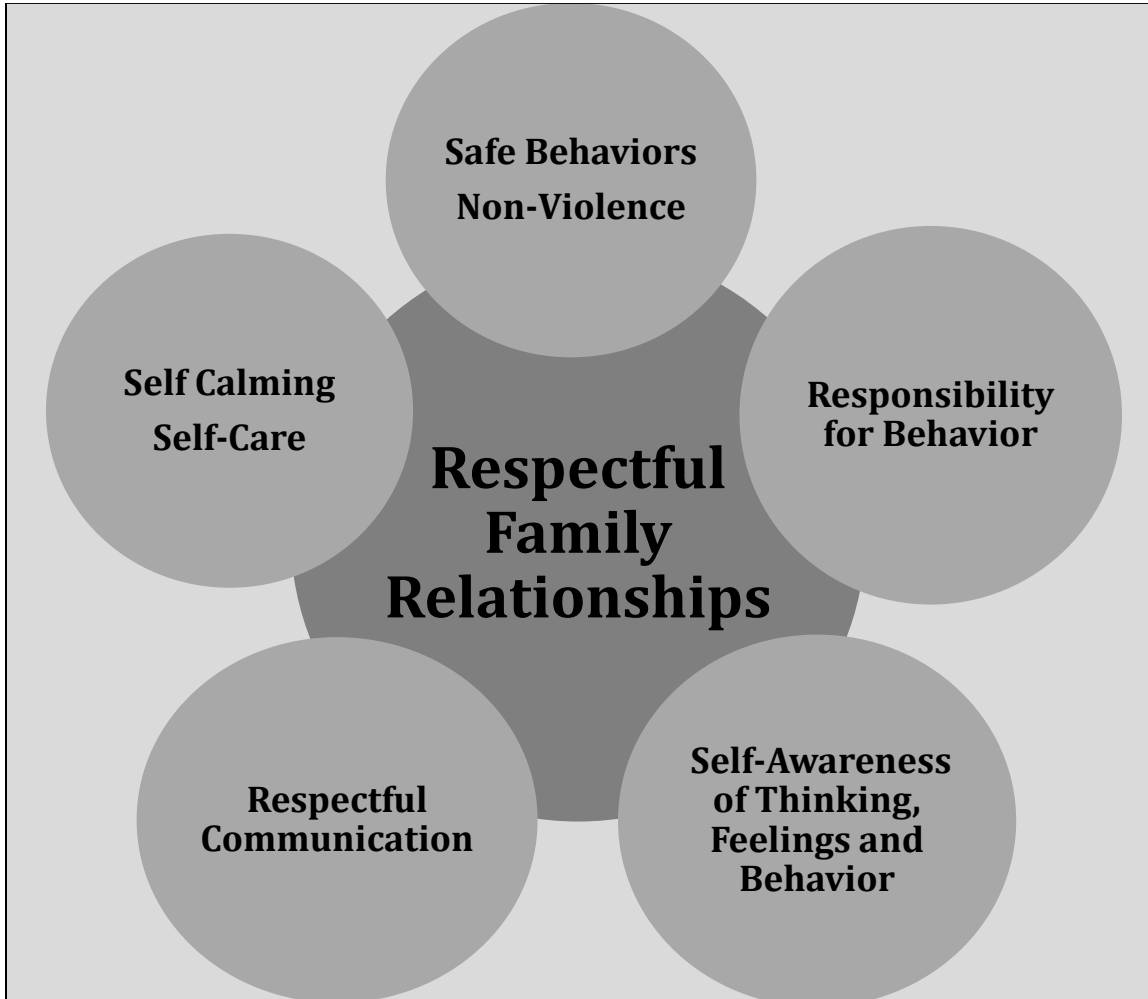 Safe Behaviors
Non-Violence
Responsibility
for Behavior
Self-Awareness
of Thinking,
Feelings and
Behavior
Respectful
Communication
Self Calming
Self-Care
Respectful
Family
Relationships